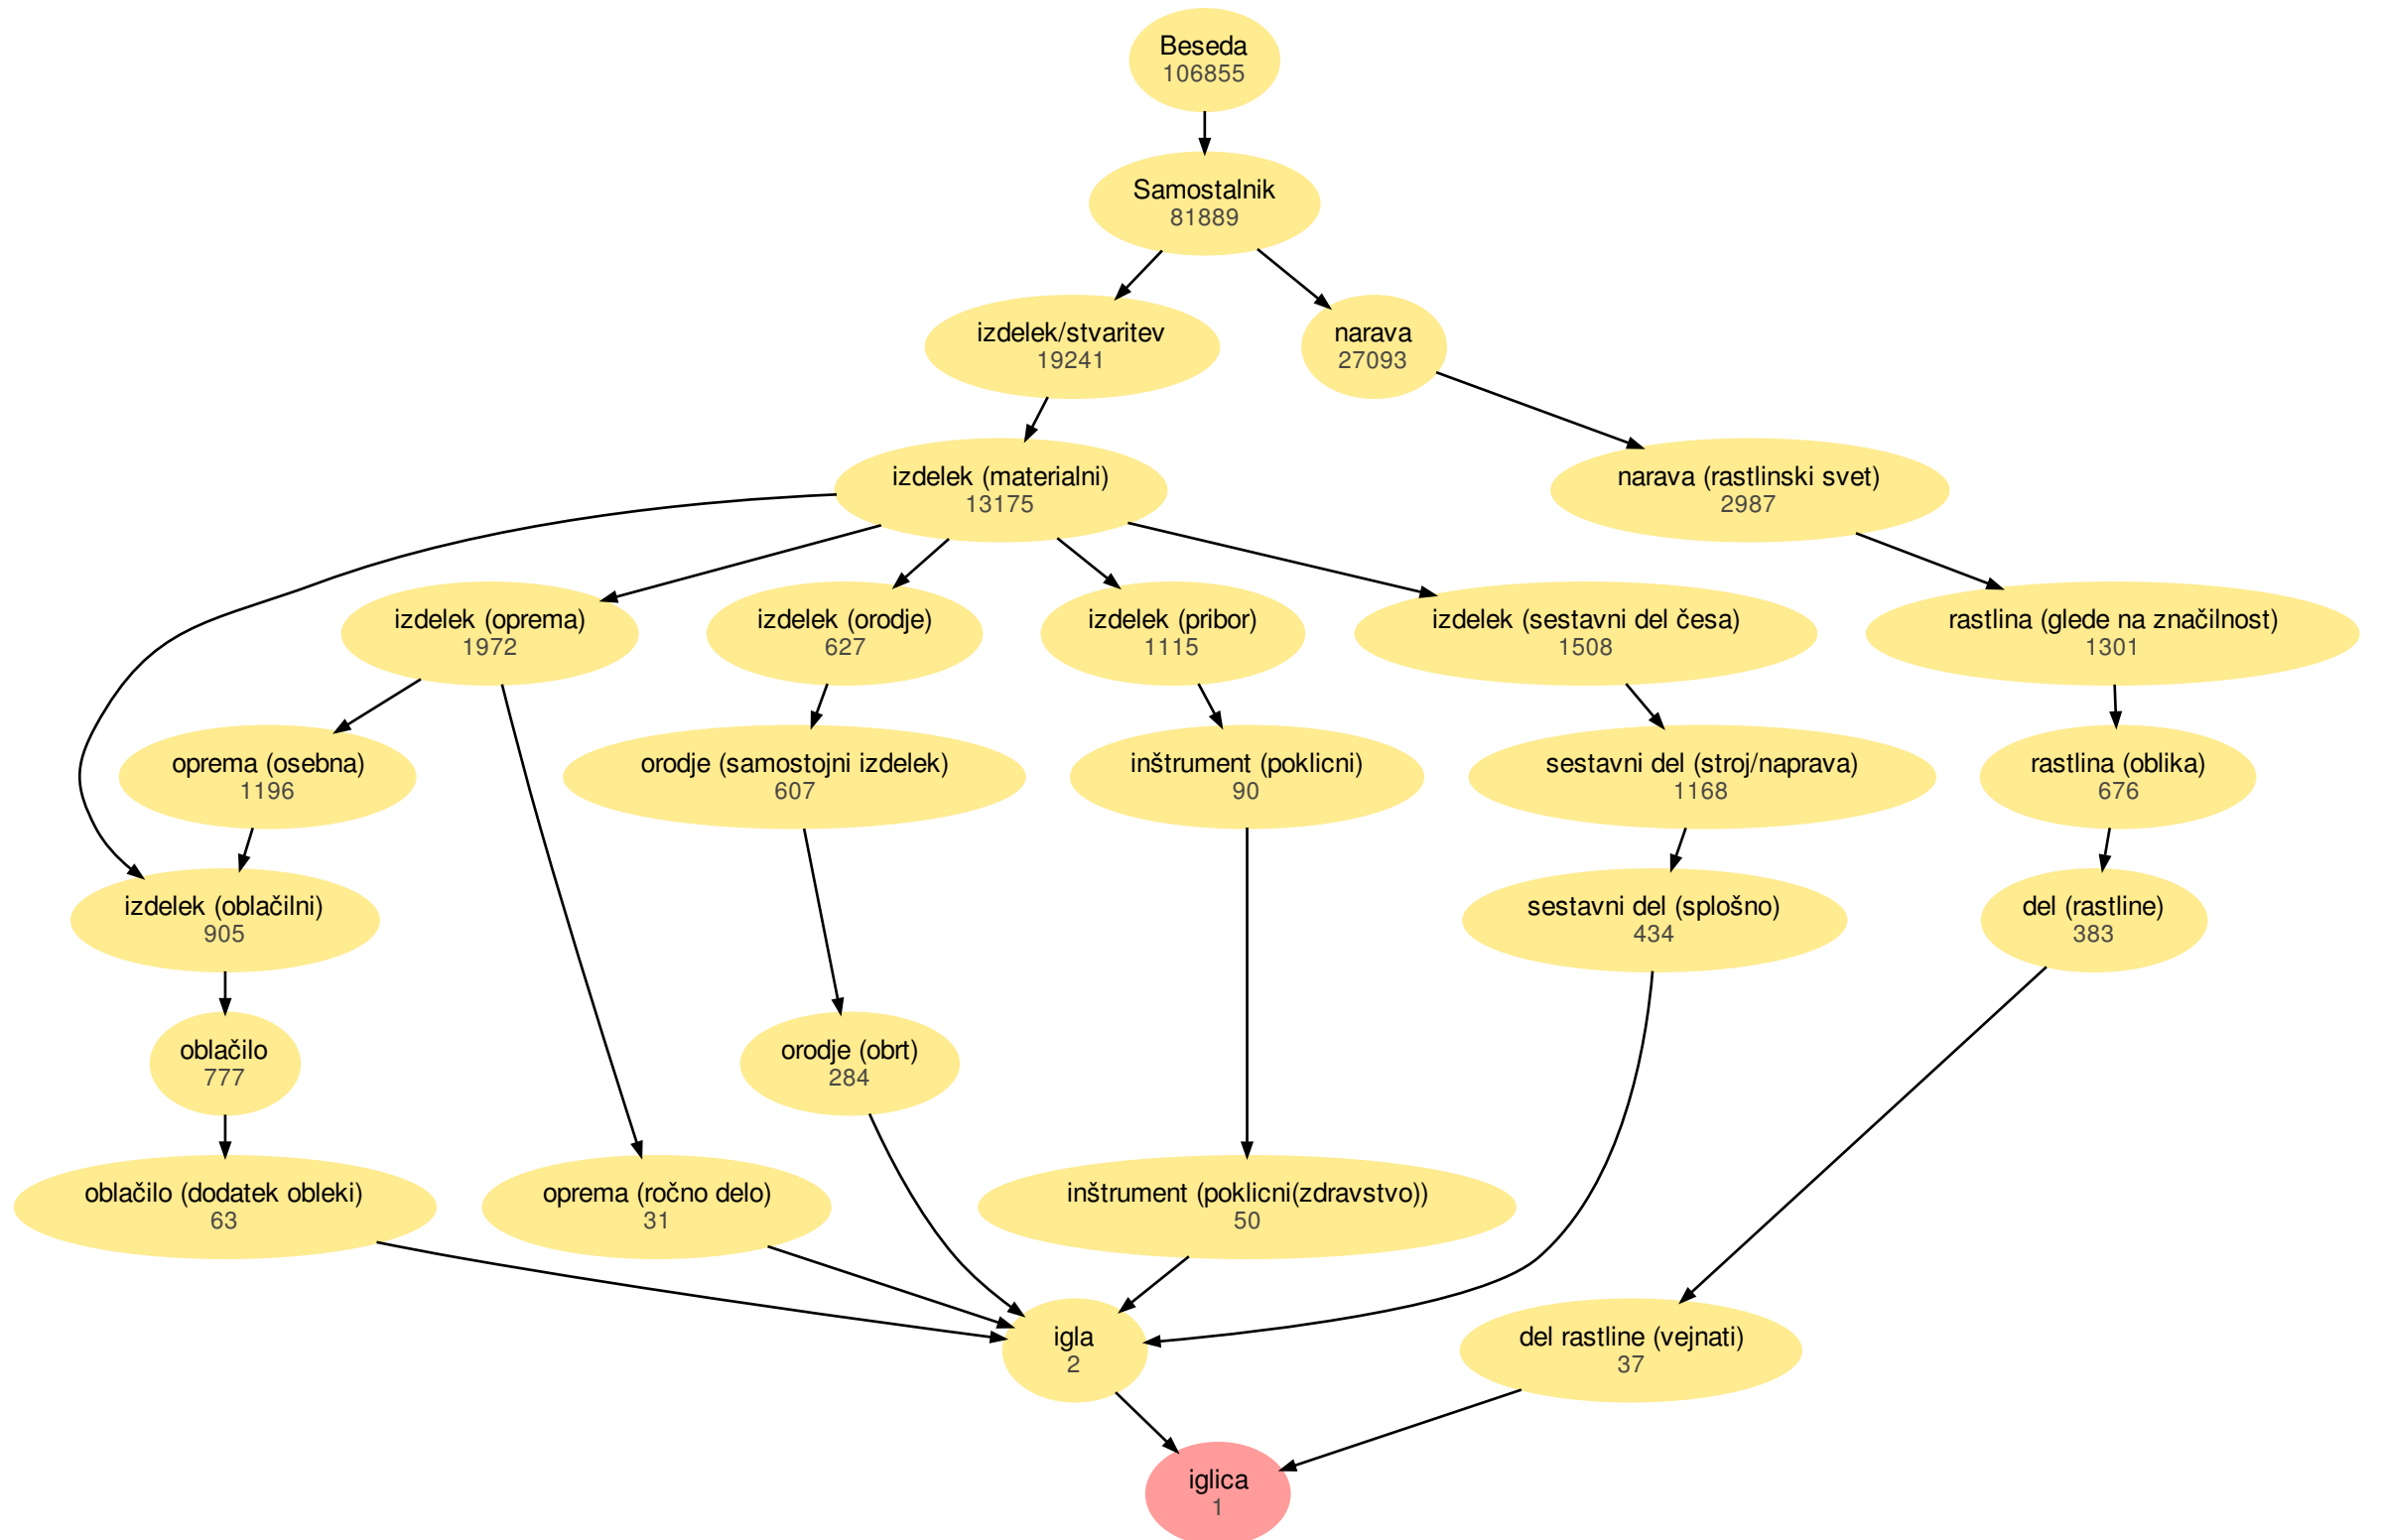 Beseda
106855
Samostalnik
81889
izdelek/stvaritev
19241
narava
27093
izdelek (materialni)
13175
narava (rastlinski svet)
2987
izdelek (oprema)
1972
izdelek (orodje)
627
izdelek (pribor)
1115
izdelek (sestavni del česa)
1508
rastlina (glede na značilnost)
1301
oprema (osebna)
1196
orodje (samostojni izdelek)
607
inštrument (poklicni)
90
sestavni del (stroj/naprava)
1168
rastlina (oblika)
676
izdelek (oblačilni)
905
sestavni del (splošno)
434
del (rastline)
383
oblačilo
777
orodje (obrt)
284
oblačilo (dodatek obleki)
63
oprema (ročno delo)
31
inštrument (poklicni(zdravstvo))
50
igla
2
del rastline (vejnati)
37
iglica
1